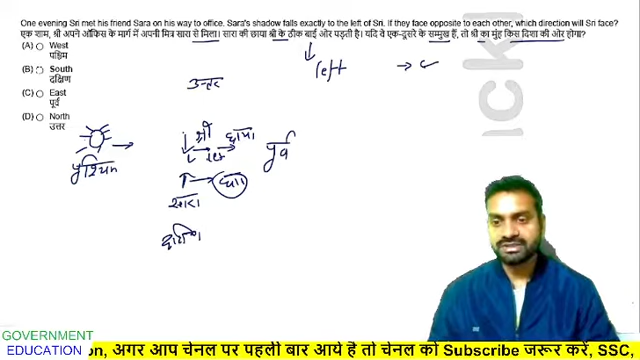 One evening Sri met his friend Sara on his way to office. Sara's shadow falls exactly to the left of Sri. If they face opposite to each other, which direction will Sri face?
एक शाम, श्री अपने ऑफिस के मार्ग में अपनी मित्र सारा से मिला। सारा की छाया श्री के ठीक बाईं ओर पड़ती है। यदि वे एक-दूसरे के सम्मुख हैं, तो श्री का मुंह किस दिशा की ओर होगा?
(A) West
पश्चिम
(B) South
दक्षिण
(C) East
पूर्व
(D) North
उत्तर
left
उत्तर
श्री छाया
left
पूर्व
पश्चिम
छाया
सारा
GOVERNMENT
EDUCATION
on, अगर आप चेनल पर पहली बार आये है तो चेनल को Subscribe जरूर करें, SSC,